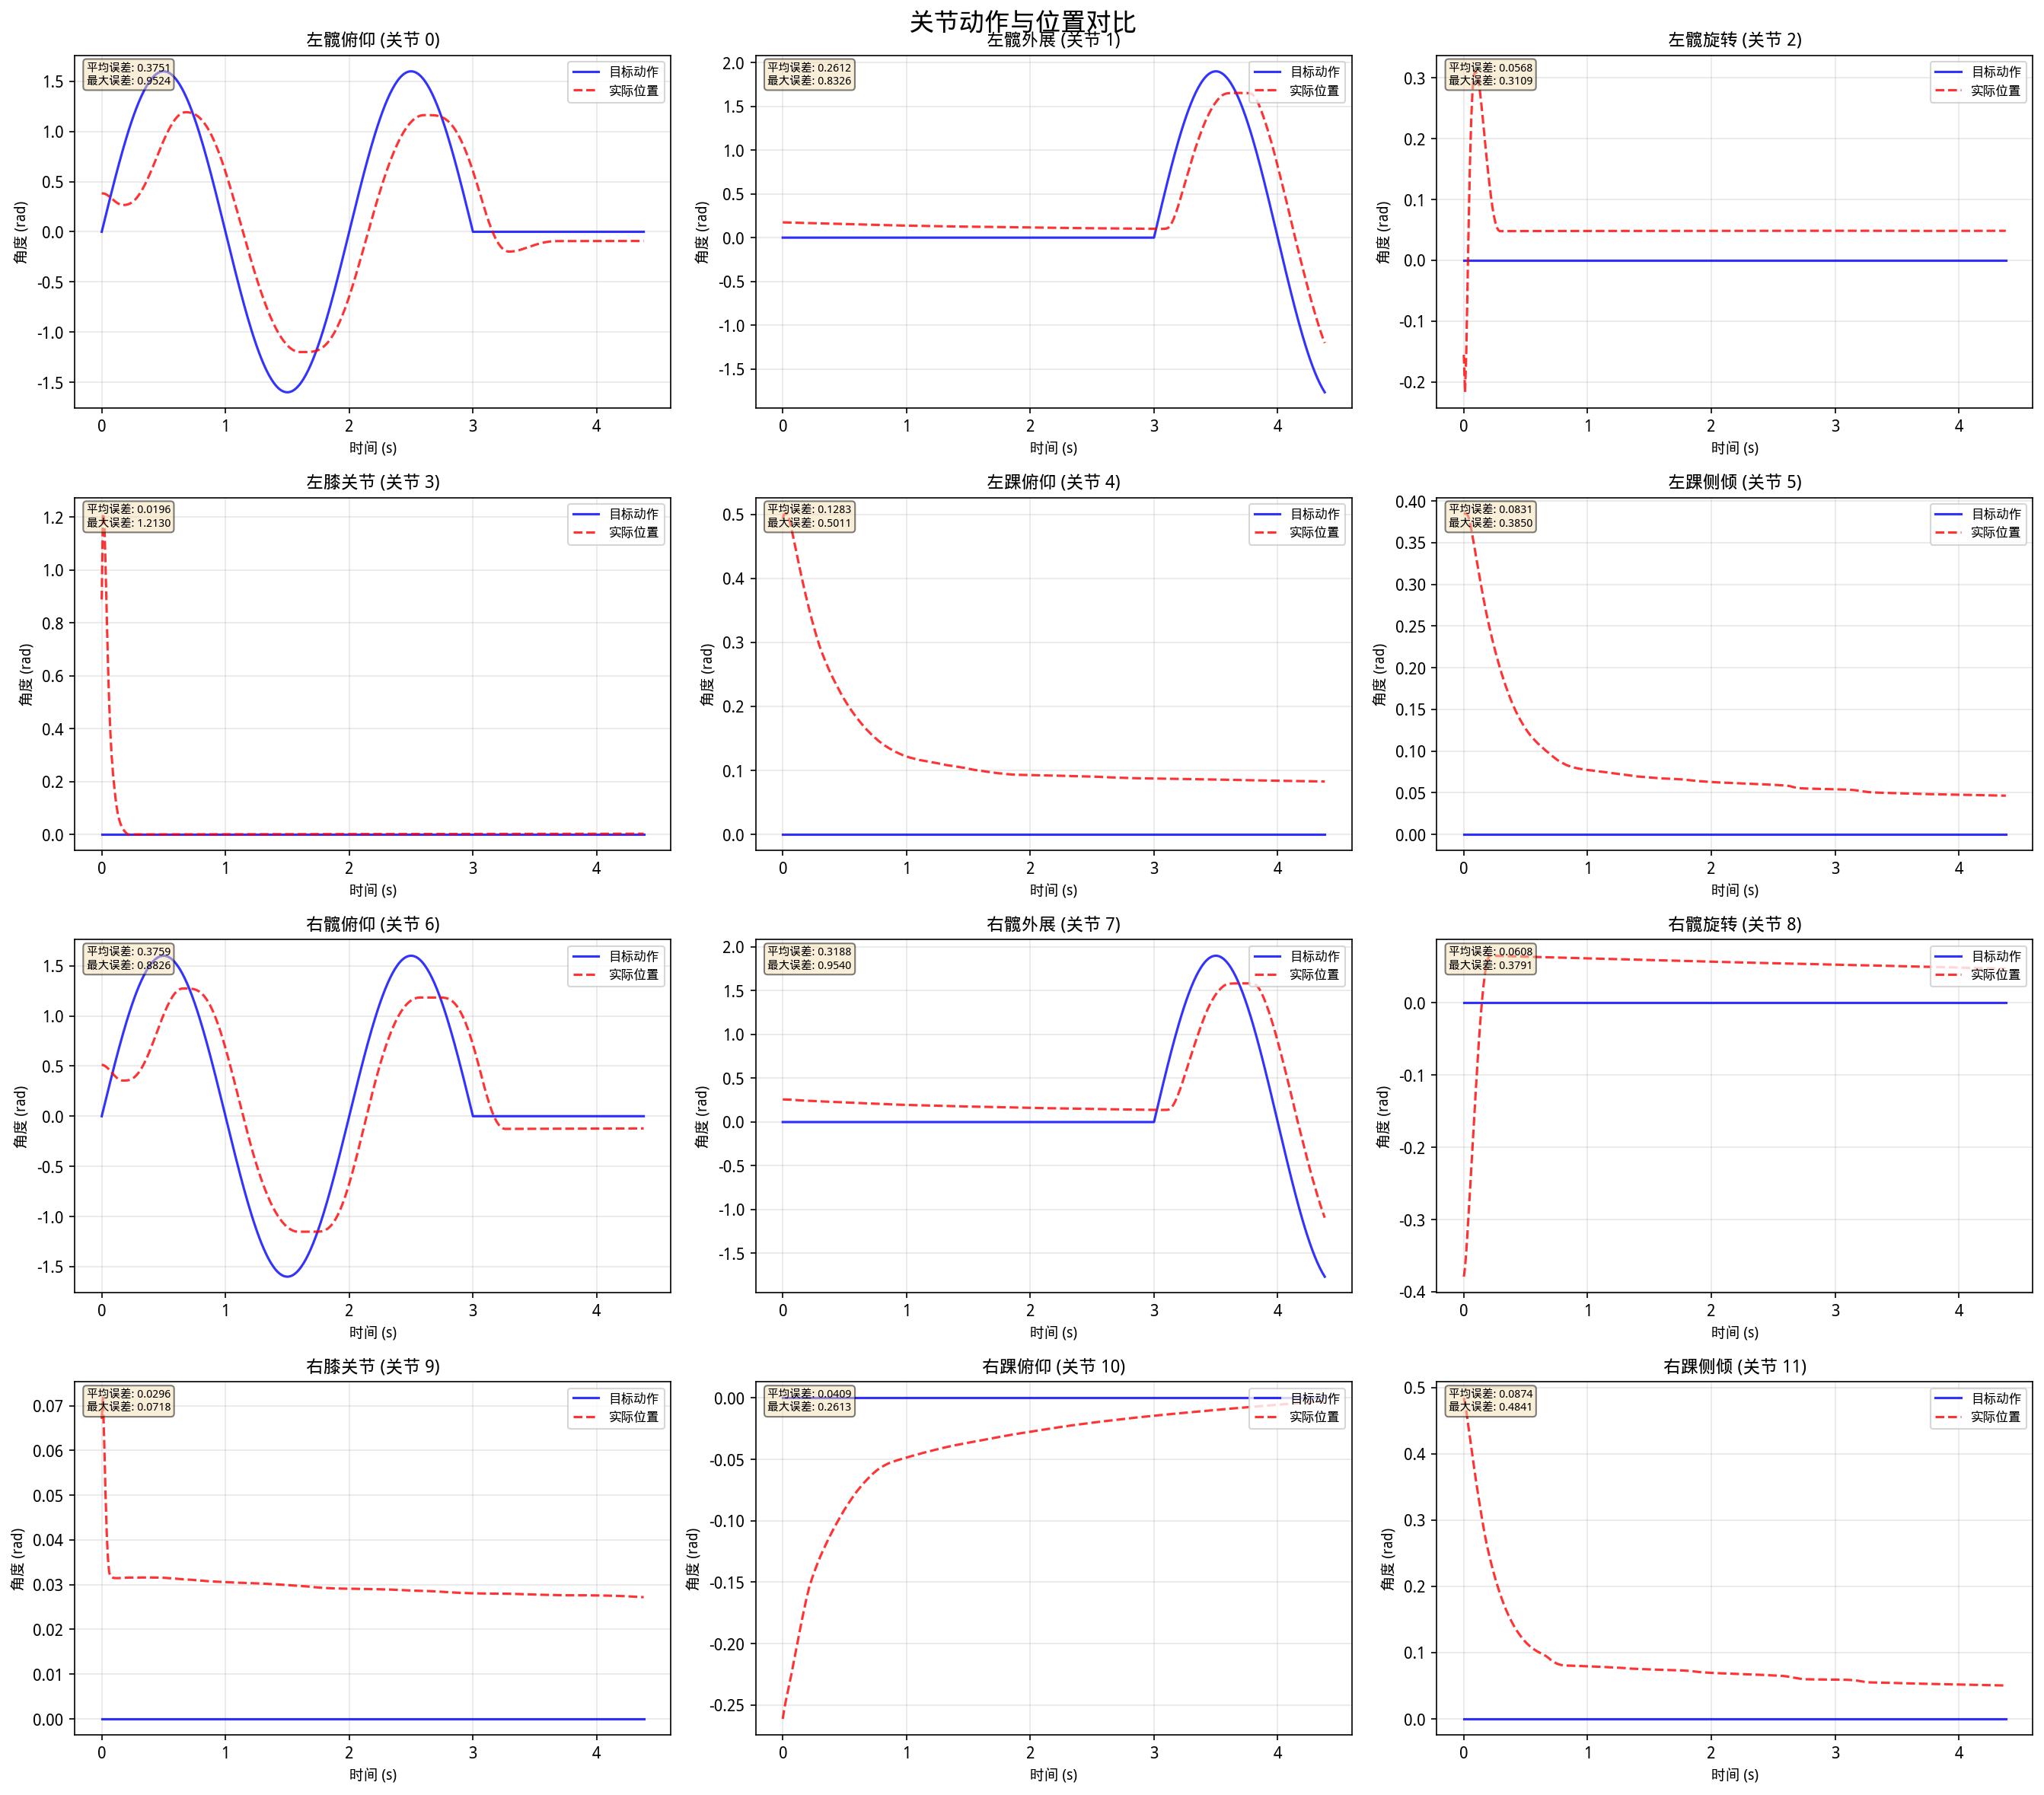 关节动作与位置对比
左髋俯仰 (关节 0)
平均误差: 0.3751
最大误差: 0.9524
目标动作
实际位置
1.5
1.0
0.5
0.0
-0.5
-1.0
-1.5
角度 (rad)
0 1 2 3 4
时间 (s)
左髋外展 (关节 1)
平均误差: 0.2612
最大误差: 0.8326
目标动作
实际位置
2.0
1.5
1.0
0.5
0.0
-0.5
-1.0
-1.5
角度 (rad)
0 1 2 3 4
时间 (s)
左髋旋转 (关节 2)
平均误差: 0.0568
最大误差: 0.3109
目标动作
实际位置
0.3
0.2
0.1
0.0
-0.1
-0.2
角度 (rad)
0 1 2 3 4
时间 (s)
左膝关节 (关节 3)
平均误差: 0.0196
最大误差: 1.2130
目标动作
实际位置
1.2
1.0
0.8
0.6
0.4
0.2
0.0
角度 (rad)
0 1 2 3 4
时间 (s)
左踝俯仰 (关节 4)
平均误差: 0.1283
最大误差: 0.5011
目标动作
实际位置
0.5
0.4
0.3
0.2
0.1
0.0
角度 (rad)
0 1 2 3 4
时间 (s)
左踝侧倾 (关节 5)
平均误差: 0.0831
最大误差: 0.3850
目标动作
实际位置
0.40
0.35
0.30
0.25
0.20
0.15
0.10
0.05
0.00
角度 (rad)
0 1 2 3 4
时间 (s)
右髋俯仰 (关节 6)
平均误差: 0.3759
最大误差: 0.8826
目标动作
实际位置
1.5
1.0
0.5
0.0
-0.5
-1.0
-1.5
角度 (rad)
0 1 2 3 4
时间 (s)
右髋外展 (关节 7)
平均误差: 0.3188
最大误差: 0.9540
目标动作
实际位置
2.0
1.5
1.0
0.5
0.0
-0.5
-1.0
-1.5
角度 (rad)
0 1 2 3 4
时间 (s)
右髋旋转 (关节 8)
平均误差: 0.0608
最大误差: 0.3791
目标动作
实际位置
0.0
-0.1
-0.2
-0.3
-0.4
角度 (rad)
0 1 2 3 4
时间 (s)
右膝关节 (关节 9)
平均误差: 0.0296
最大误差: 0.0718
目标动作
实际位置
0.07
0.06
0.05
0.04
0.03
0.02
0.01
0.00
角度 (rad)
0 1 2 3 4
时间 (s)
右踝俯仰 (关节 10)
平均误差: 0.0409
最大误差: 0.2613
目标动作
实际位置
0.00
-0.05
-0.10
-0.15
-0.20
-0.25
角度 (rad)
0 1 2 3 4
时间 (s)
右踝侧倾 (关节 11)
平均误差: 0.0874
最大误差: 0.4841
目标动作
实际位置
0.5
0.4
0.3
0.2
0.1
0.0
角度 (rad)
0 1 2 3 4
时间 (s)